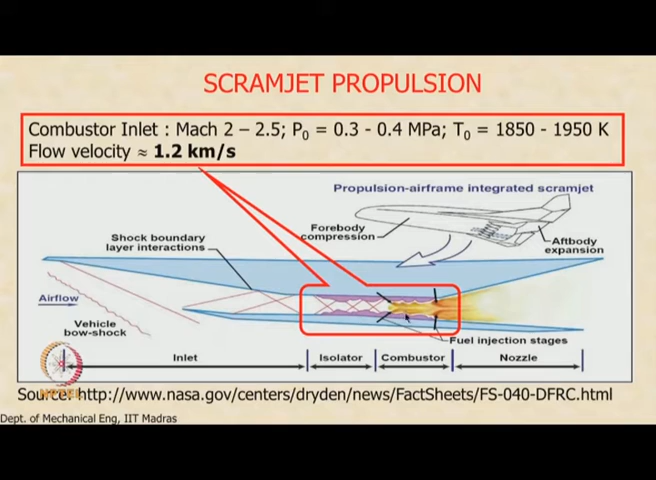 SCRAMJET PROPULSION
Combustor Inlet : Mach 2 – 2.5; P0 = 0.3 - 0.4 MPa; T0 = 1850 - 1950 K
Flow velocity ≈ 1.2 km/s
Propulsion-airframe integrated scramjet
Forebody
compression
Shock boundary
layer interactions
Aftbody
expansion
Airflow
Vehicle
bow-shock
Fuel injection stages
Inlet
Isolator
Combustor
Nozzle
NPTEL
Source: http://www.nasa.gov/centers/dryden/news/FactSheets/FS-040-DFRC.html
Dept. of Mechanical Eng, IIT Madras